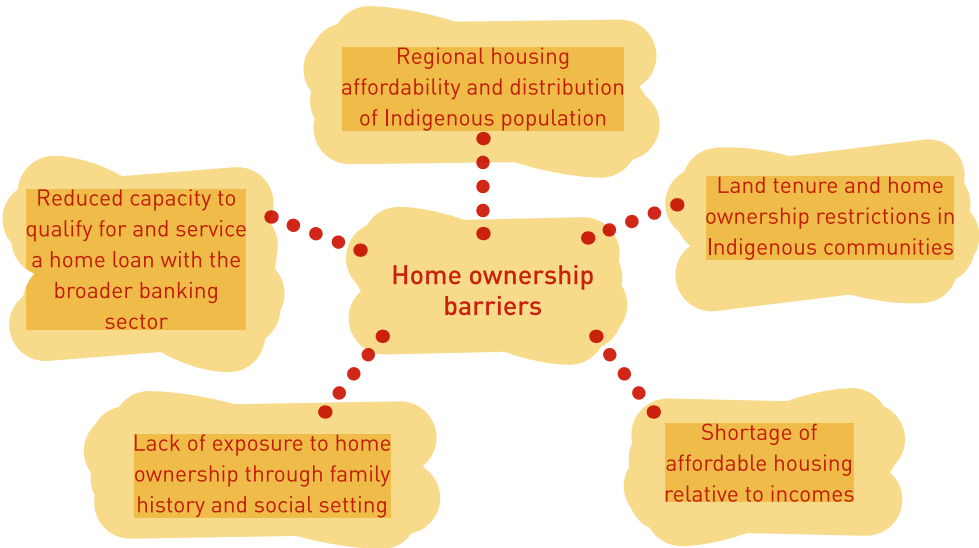 Regional housing
affordability and distribution
of Indigenous population
Reduced capacity to
qualify for and service
a home loan with the
broader banking
sector
Land tenure and home
ownership restrictions in
Indigenous communities
Home ownership
barriers
Lack of exposure to home
ownership through family
history and social setting
Shortage of
affordable housing
relative to incomes